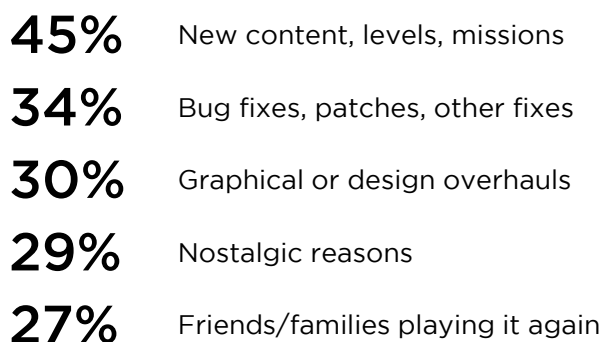 45% New content, levels, missions
34% Bug fixes, patches, other fixes
30% Graphical or design overhauls
29% Nostalgic reasons
27% Friends/families playing it again